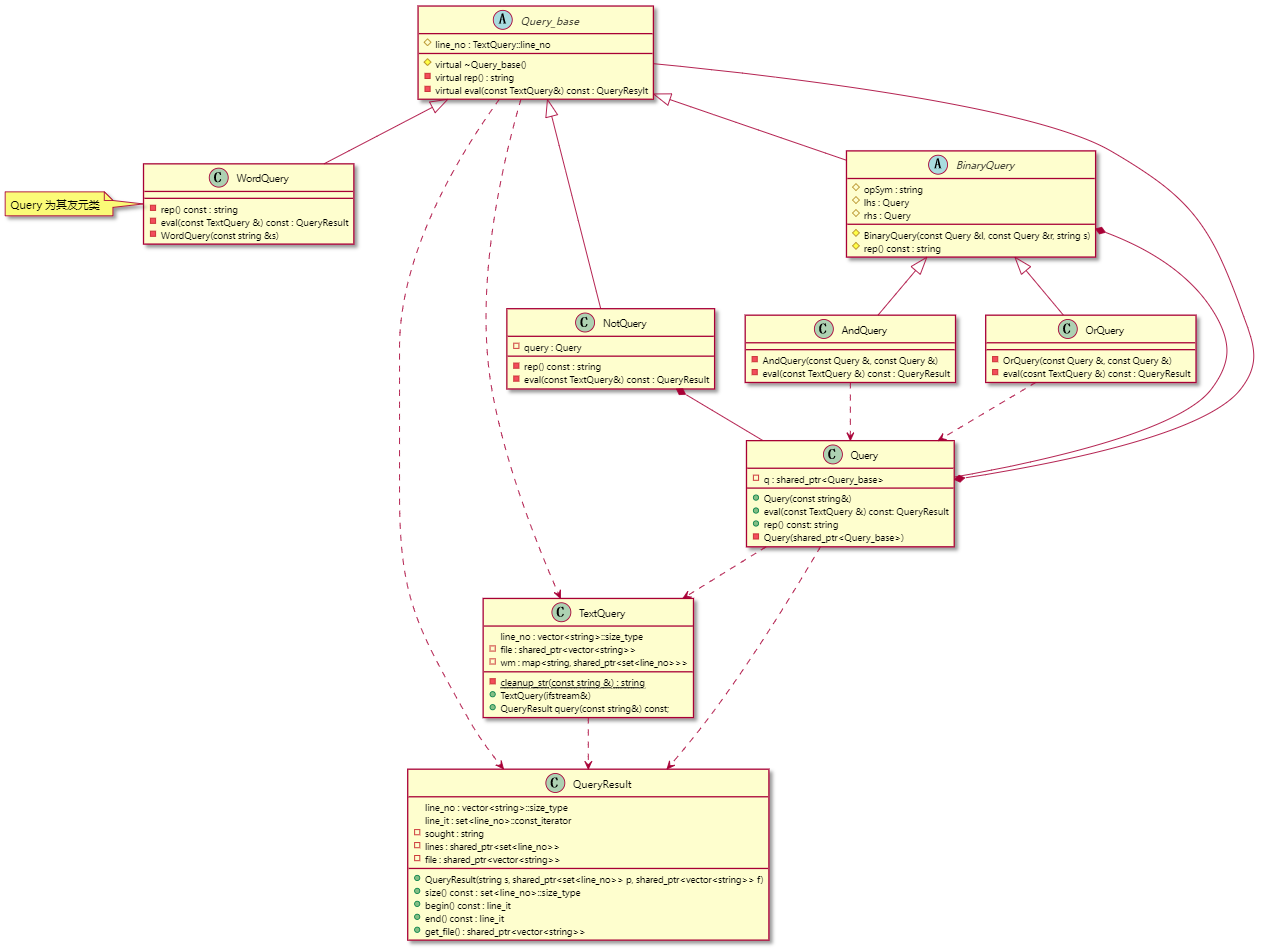 A Query_base
line_no : TextQuery::line_no
virtual ~Query_base()
virtual rep() : string
virtual eval(const TextQuery&) const : QueryResylt
C WordQuery
rep() const : string
eval(const TextQuery &) const : QueryResult
WordQuery(const string &s)
Query 为其友元类
A BinaryQuery
opSym : string
lhs : Query
rhs : Query
BinaryQuery(const Query &l, const Query &r, string s)
rep() const : string
C NotQuery
query : Query
rep() const : string
eval(const TextQuery&) const : QueryResult
C AndQuery
AndQuery(const Query &, const Query &)
eval(const TextQuery &) const : QueryResult
C OrQuery
OrQuery(const Query &, const Query &)
eval(const TextQuery &) const : QueryResult
C Query
q : shared_ptr<Query_base>
Query(const string&)
eval(const TextQuery &) const: QueryResult
rep() const: string
Query(shared_ptr<Query_base>)
C TextQuery
line_no : vector<string>::size_type
file : shared_ptr<vector<string>>
wm : map<string, shared_ptr<set<line_no>>>
cleanup_str(const string &) : string
TextQuery(ifstream&)
QueryResult query(const string&) const;
C QueryResult
line_no : vector<string>::size_type
line_it : set<line_no>::const_iterator
sought : string
lines : shared_ptr<set<line_no>>
file : shared_ptr<vector<string>>
QueryResult(string s, shared_ptr<set<line_no>> p, shared_ptr<vector<string>> f)
size() const : set<line_no>::size_type
begin() const : line_it
end() const : line_it
get_file() : shared_ptr<vector<string>>